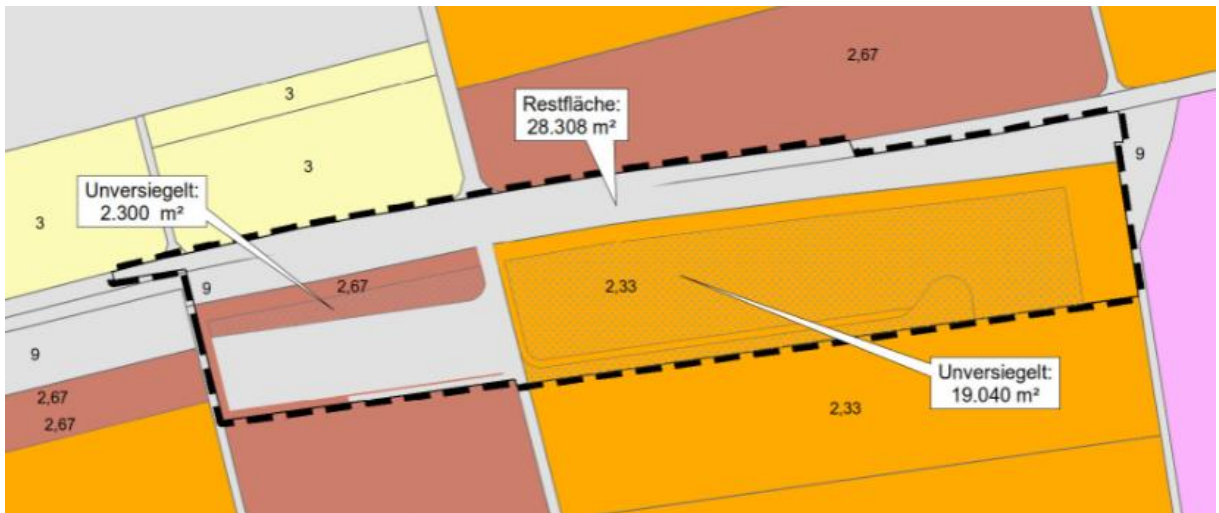 2,67
3
Restfläche:
28.308 m²
9
3
Unversiegelt:
2.300 m²
3
9
2,67
2,33
9
Unversiegelt:
19.040 m²
2,67
2,33
2,67